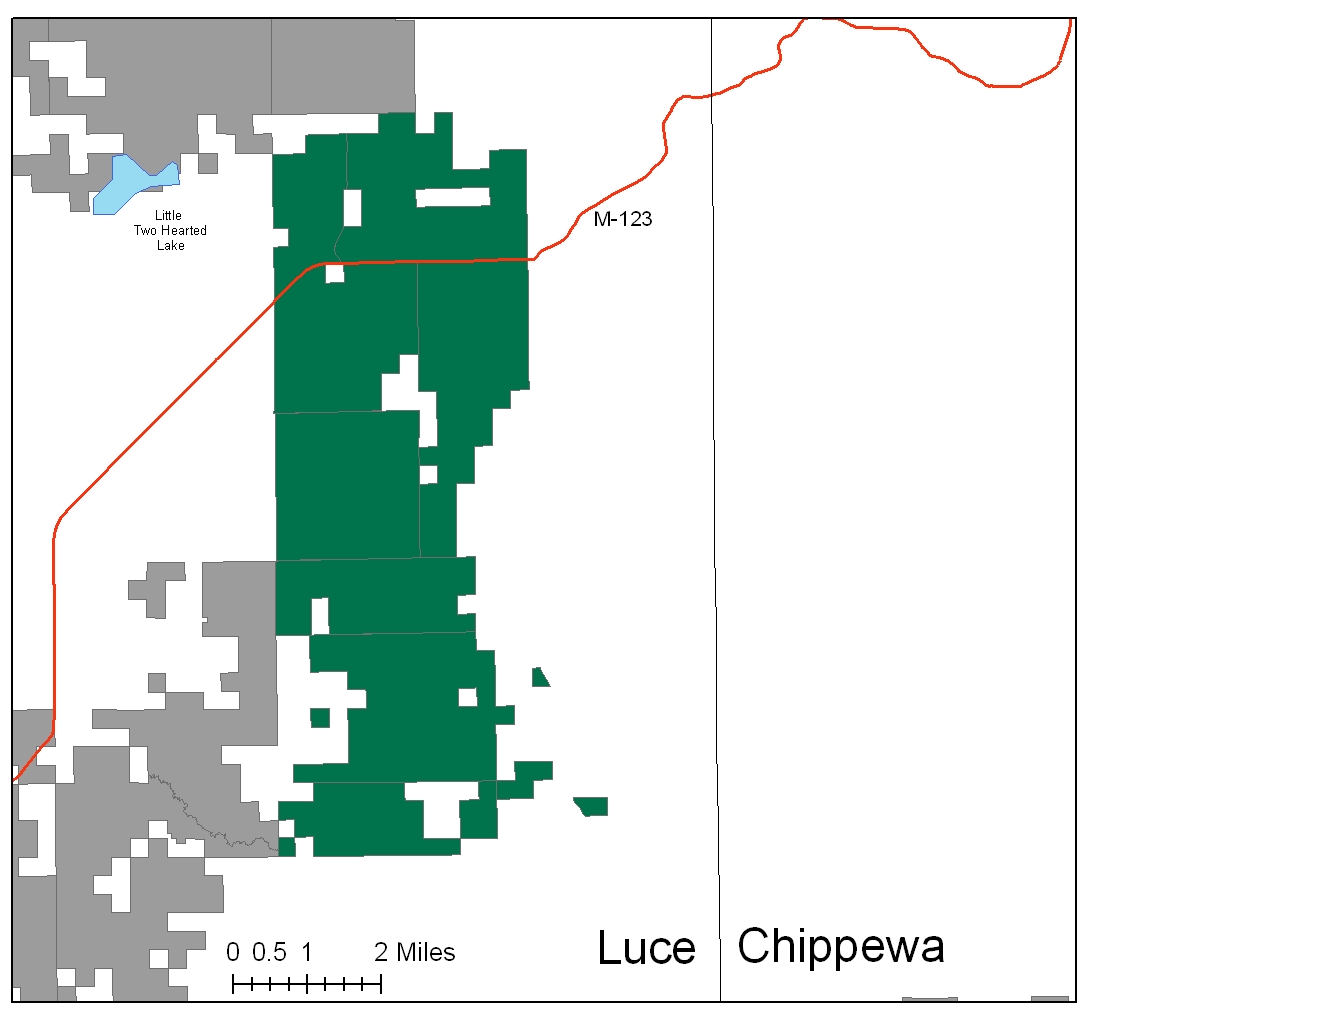 Little
Two Hearted
Lake
M-123
0 0.5 1 2 Miles
Luce Chippewa